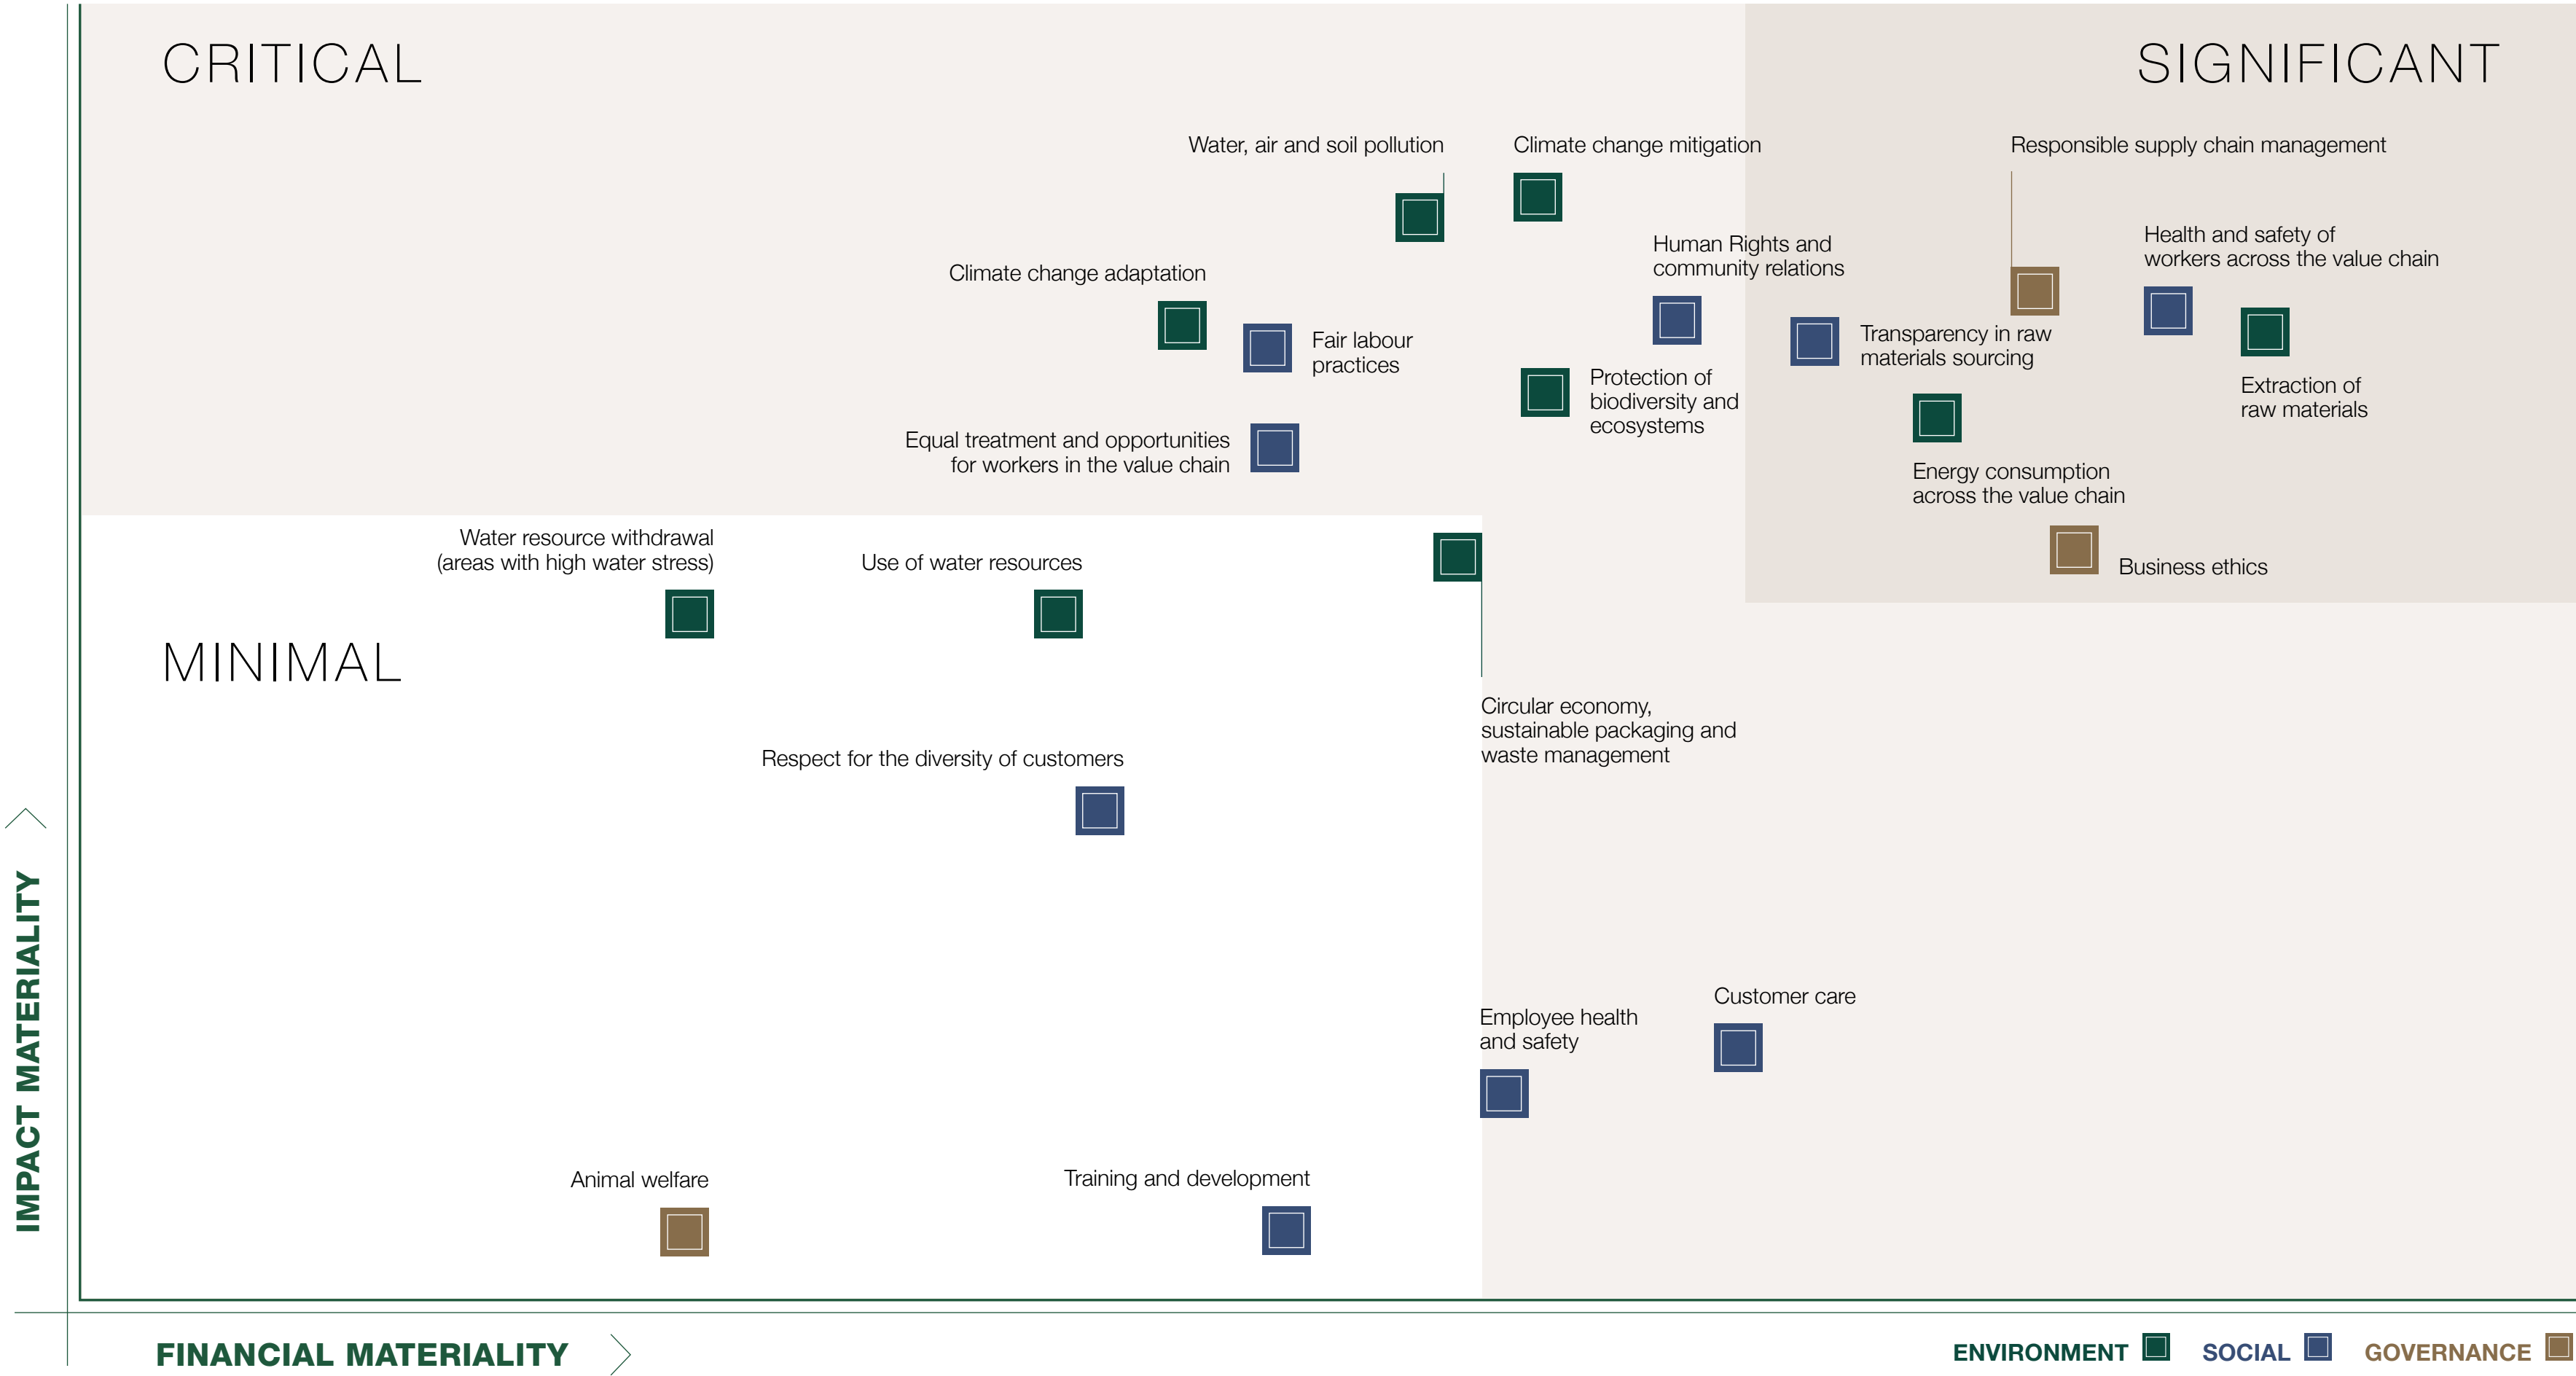 CRITICAL
SIGNIFICANT
Water, air and soil pollution
Climate change mitigation
Responsible supply chain management
Human Rights and
community relations
Health and safety of
workers across the value chain
Climate change adaptation
Fair labour
practices
Transparency in raw
materials sourcing
Protection of
biodiversity and
ecosystems
Extraction of
raw materials
Equal treatment and opportunities
for workers in the value chain
Energy consumption
across the value chain
Water resource withdrawal
(areas with high water stress)
Use of water resources
Business ethics
MINIMAL
Circular economy,
sustainable packaging and
waste management
Respect for the diversity of customers
Customer care
Employee health
and safety
Animal welfare
Training and development
IMPACT MATERIALITY
FINANCIAL MATERIALITY
ENVIRONMENT
SOCIAL
GOVERNANCE